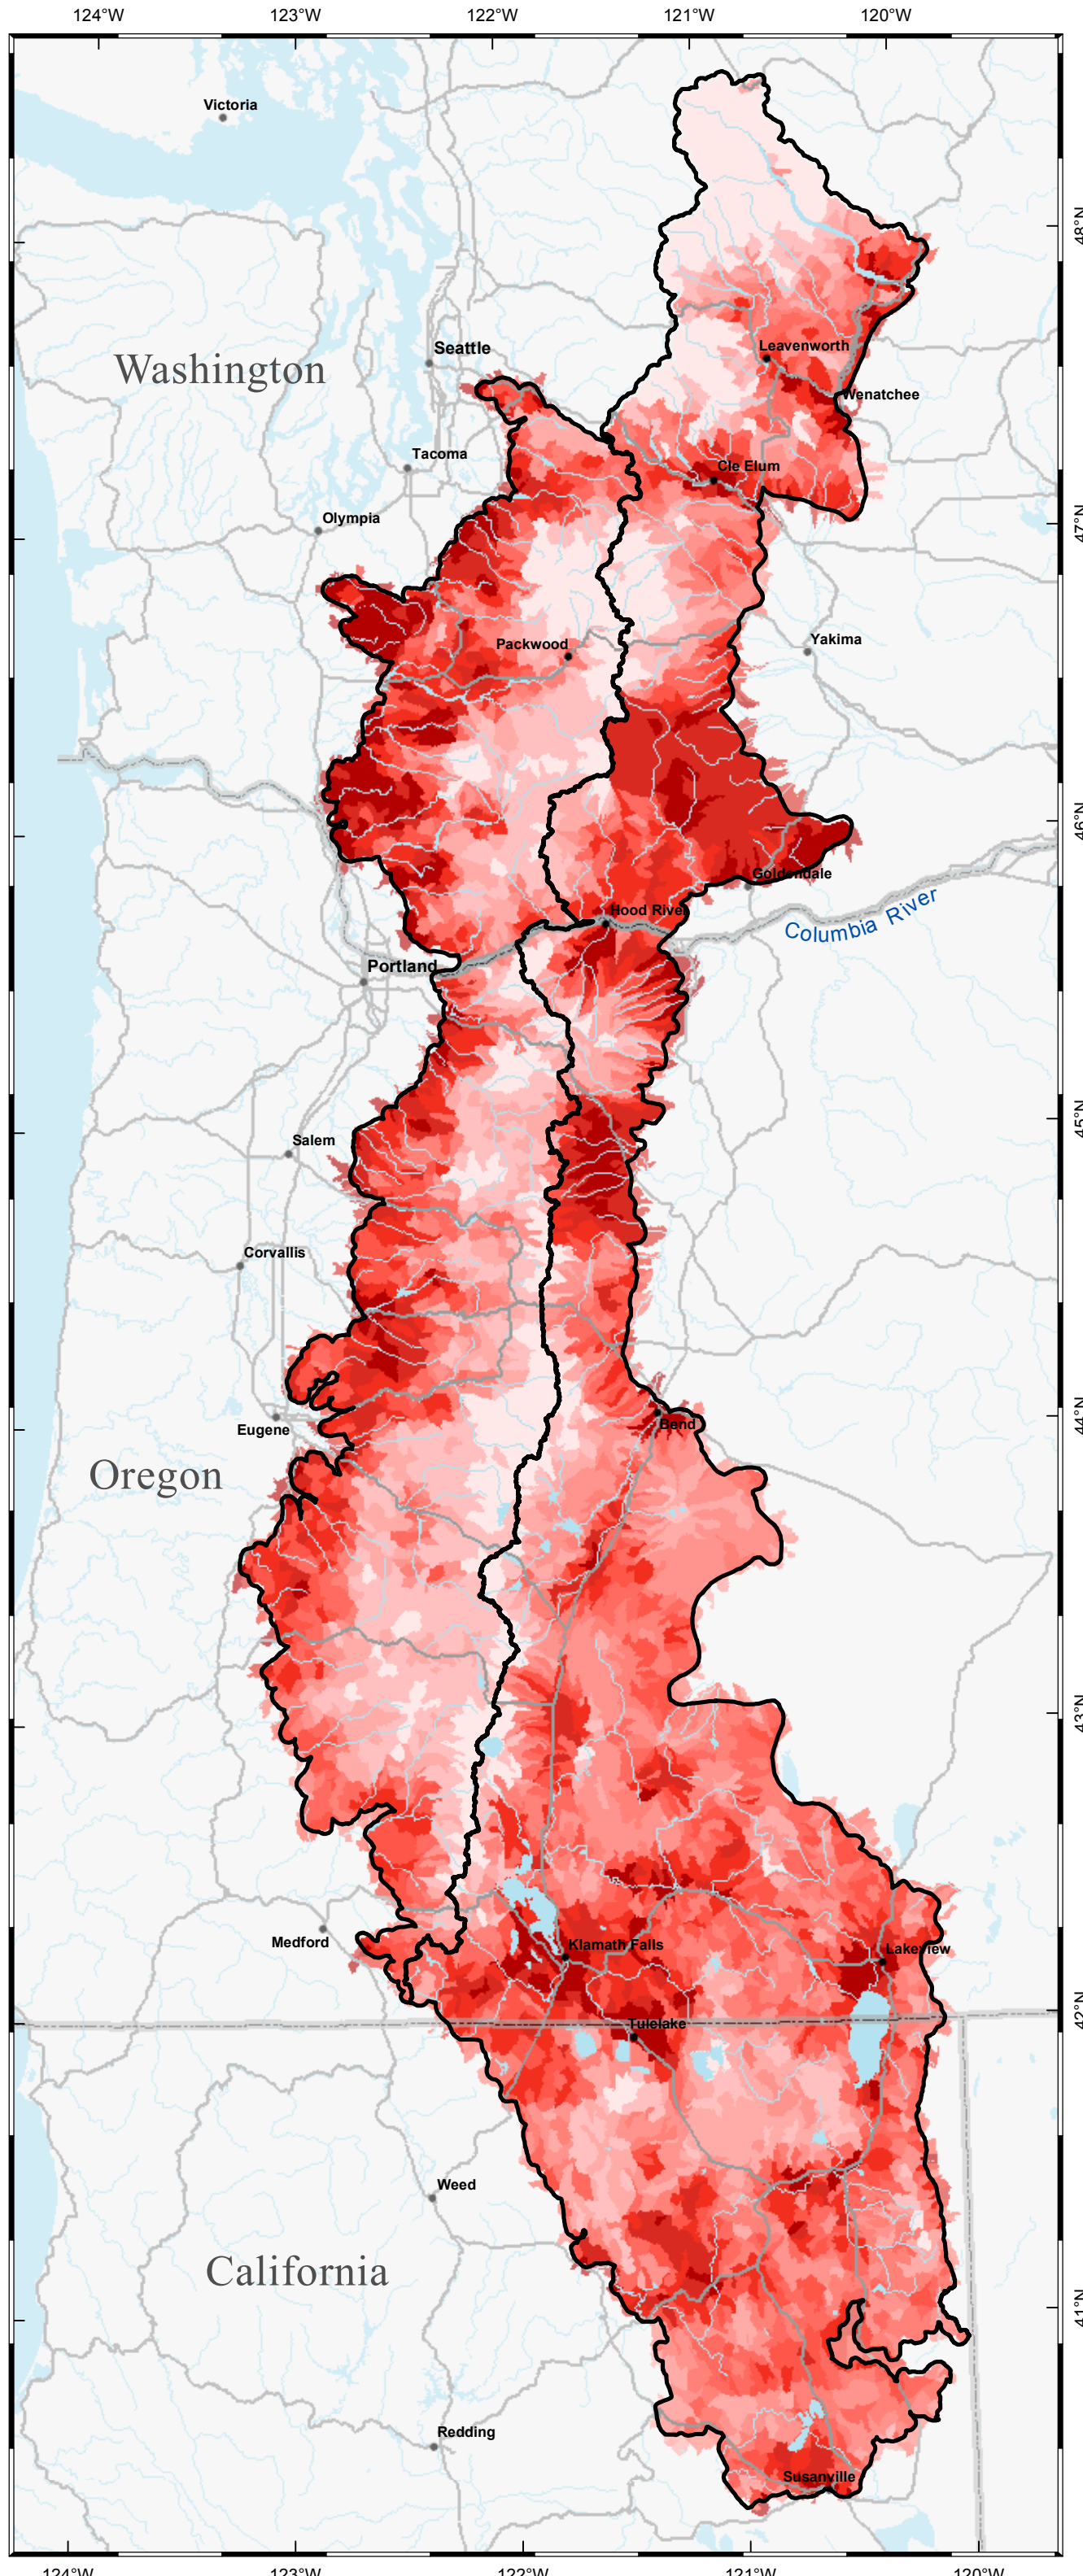 124°W 123°W 122°W 121°W 120°W
Victoria
48°N
Leavenworth
Seattle
Washington
Wenatchee
Tacoma
Cle Elum
Olympia
47°N
Yakima
Packwood
46°N
Goldendale
Hood River
Columbia River
Portland
45°N
Salem
Corvallis
44°N
Bend
Eugene
Oregon
43°N
Medford
Klamath Falls
Lakeview
42°N
Tulelake
Weed
California
41°N
Redding
Susanville
124°W 123°W 122°W 121°W 120°W